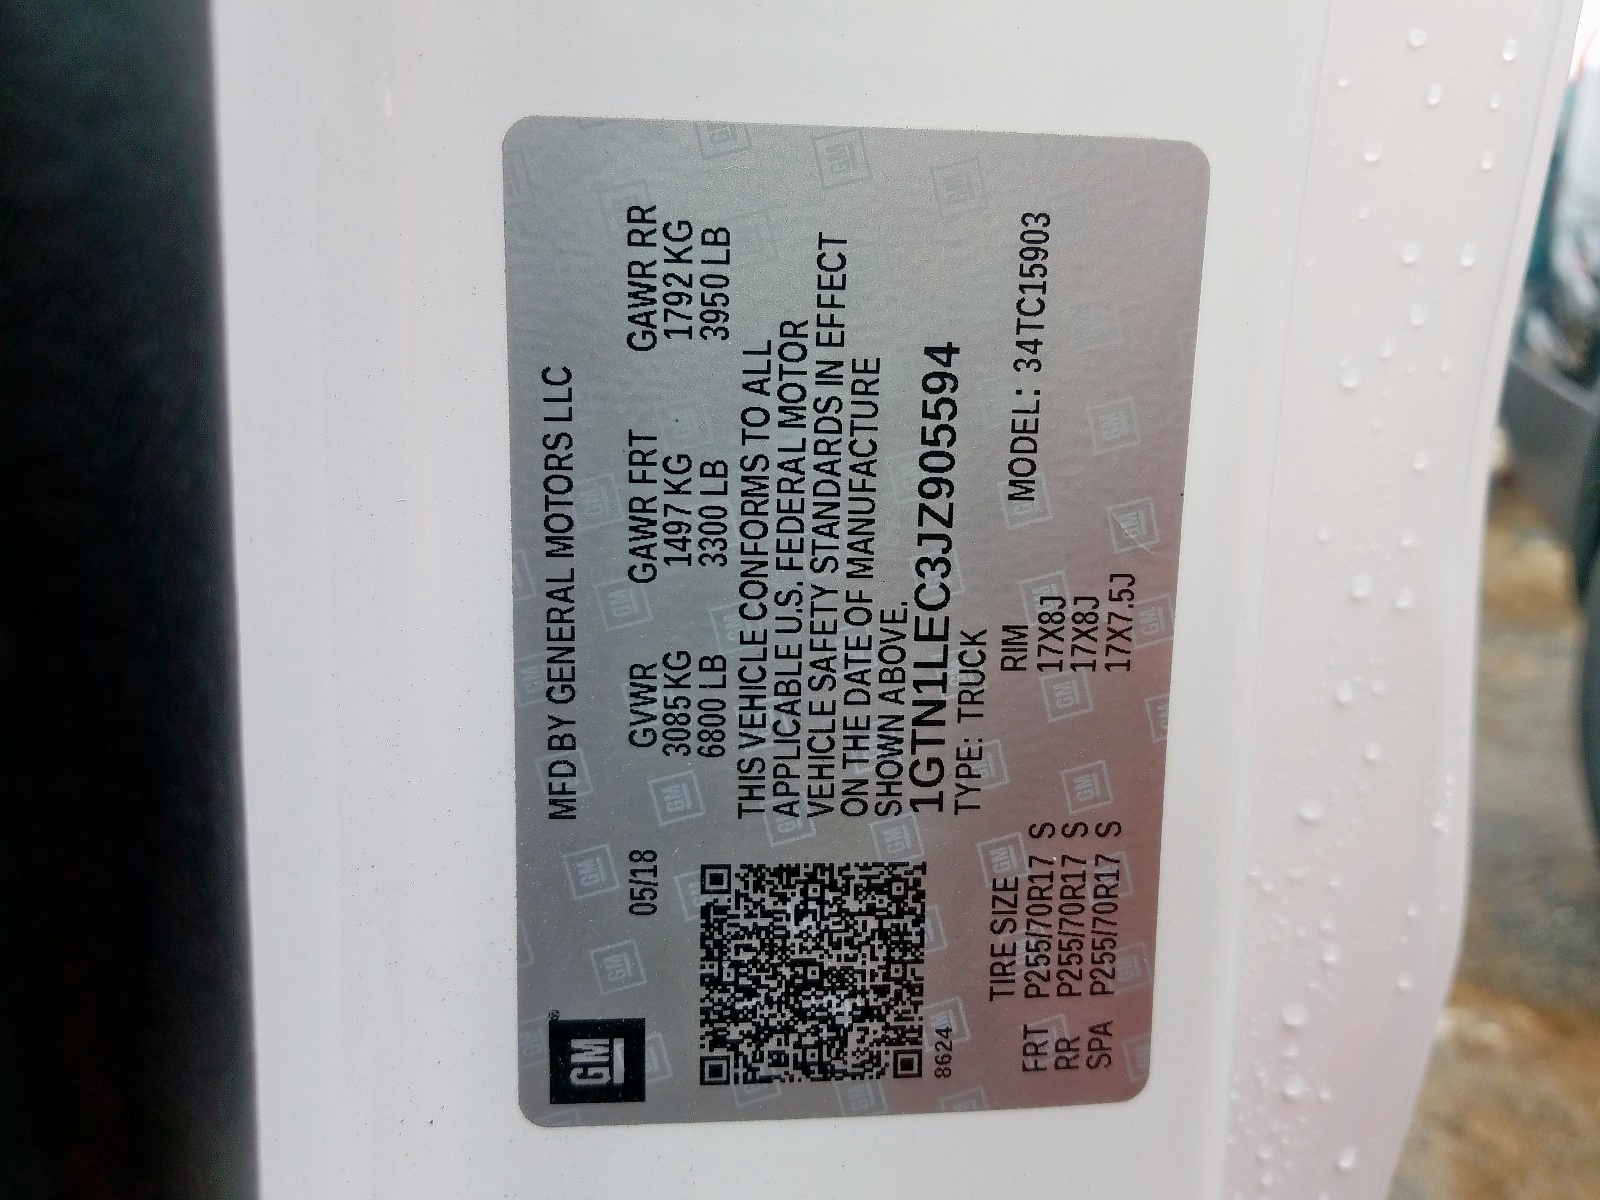 GM
MFD BY GENERAL MOTORS LLC
05/18
GVWR GAWR FRT GAWR RR
3085 KG 1497 KG 1792 KG
6800 LB 3300 LB 3950 LB
THIS VEHICLE CONFORMS TO ALL
APPLICABLE U.S. FEDERAL MOTOR
VEHICLE SAFETY STANDARDS IN EFFECT
ON THE DATE OF MANUFACTURE
SHOWN ABOVE.
1GTN1LEC3JZ905594
8624
TYPE: TRUCK
TIRE SIZE RIM MODEL: 34 TC15903
FRT P255/70R17 S 17X8J
RR P255/70R17 S 17X8J
SPA P255/70R17 S 17X7.5J